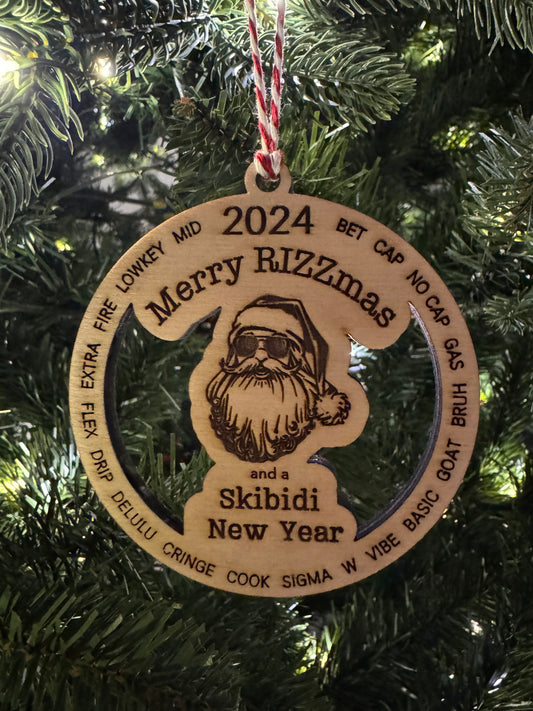 2024
Merry RIZZmas
and a
Skibidi
New Year
BET CAP NO CAP GAS BRUH GOAT BASIC VIBE W SIGMA COOK CRINGE DELULU DRIP FLEX EXTRA FIRE LOWKEY MID